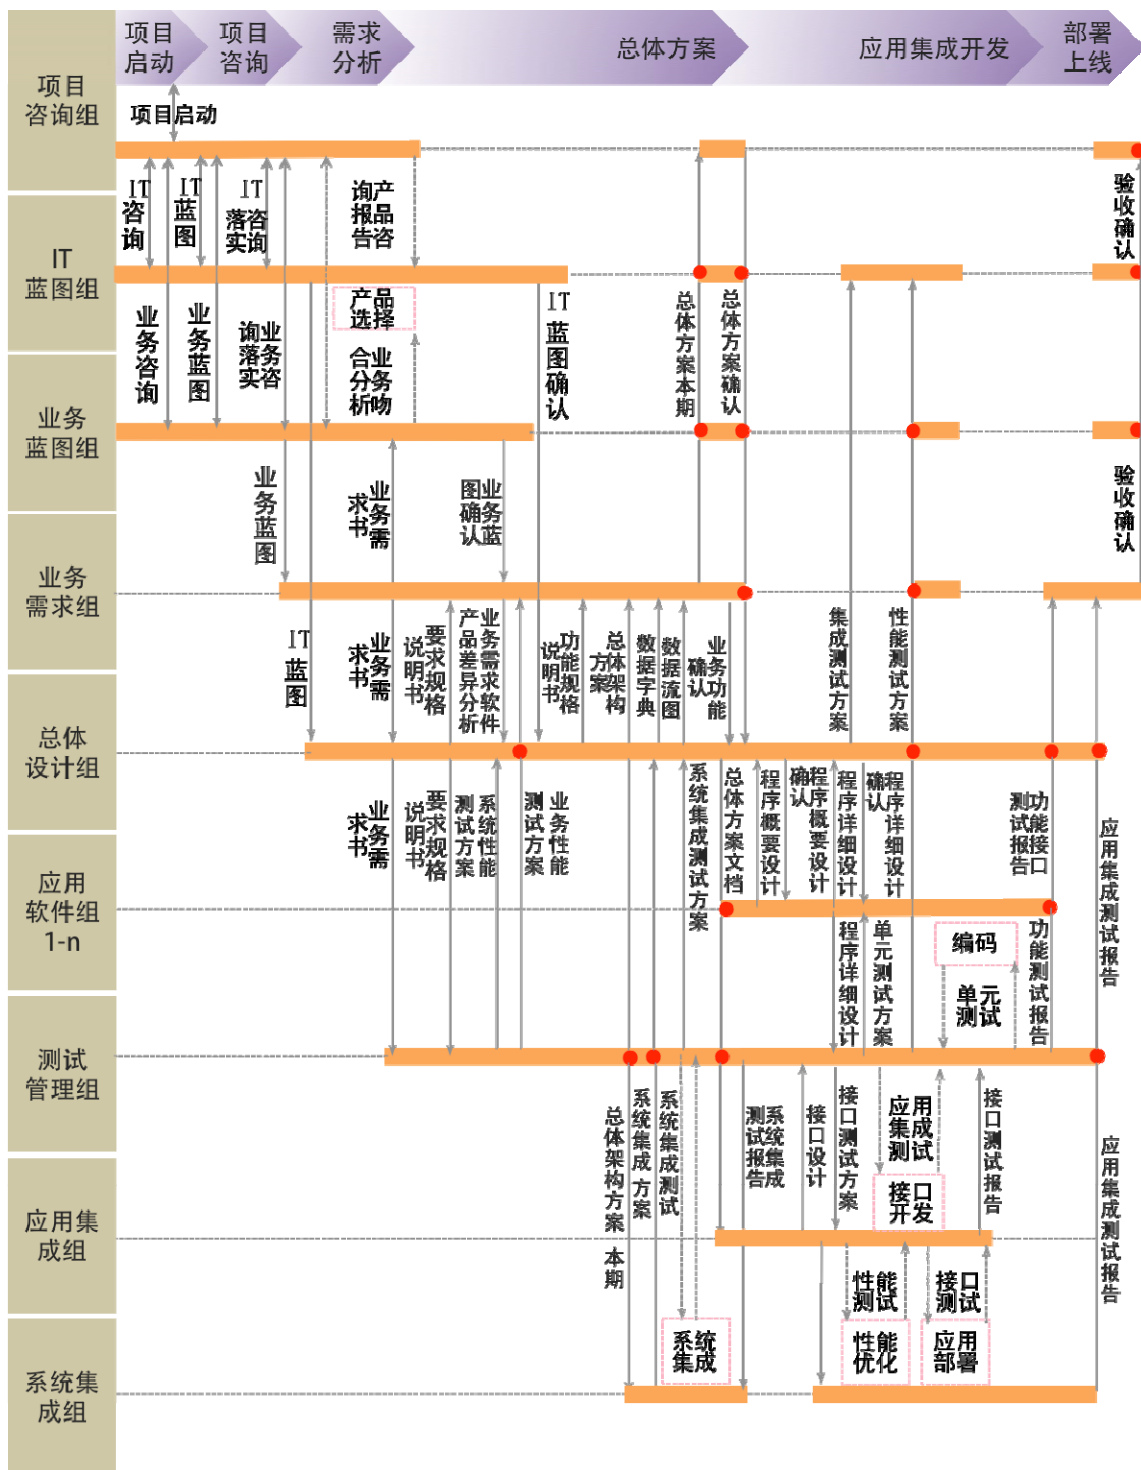 项目
启动
项目
咨询
需求
分析
总体方案
应用集成开发
部署
上线
项目
咨询组
项目启动
IT
咨询
IT
蓝图
IT
咨询
落实
产品咨
询报告
验收确认
IT
蓝图组
业务咨询
业务蓝图
业务咨
询落实
产品
选择
业务吻
合分析
IT
蓝图确认
总体方案本期
总体方案确认
业务
蓝图组
业务蓝图
业务需
求书
业务蓝
图确认
验收确认
业务
需求组
IT
蓝图
业务需
求书
要求规格
说明书
业务需求软件
产品差异分析
功能规格
说明书
总体架构
方案
数据字典
数据流图
业务功能
确认
集成测试方案
性能测试方案
总体
设计组
业务需
求书
要求规格
说明书
系统性能
测试方案
业务性能
测试方案
系统集成测试方案
总体方案文档
程序概要设计
程序概要设计
确认
程序详细设计
程序详细设计
确认
功能接口
测试报告
应用集成测试报告
应用
软件组
1-n
程序详细设计
单元测试方案
编码
单元
测试
功能测试报告
测试
管理组
总体架构方案 本期
系统集成 方案
系统集成测试
系统集成
测试报告
接口设计
接口测试方案
应用
集成
测试
接口
开发
接口测试报告
应用集成测试报告
应用集
成组
性能
测试
接口
测试
系统
集成
性能
优化
应用
部署
系统集
成组